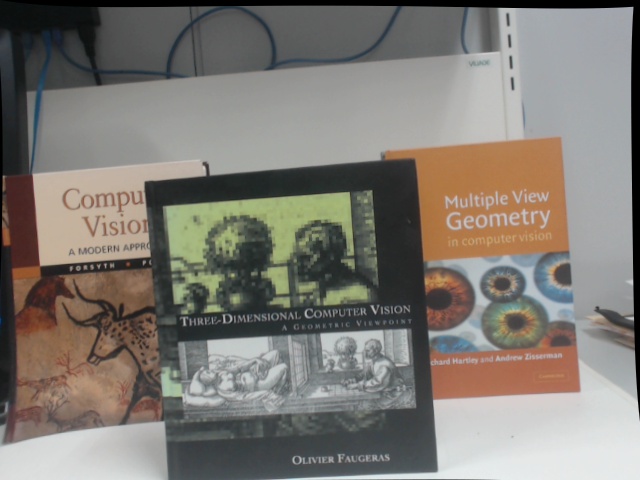 Compu
Vision
A MODERN APPRO
FORSYTH
THREE-DIMENSIONAL COMPUTER VISION
A GEOMETRIC VIEWPOINT
OLIVIER FAUGERAS
Multiple View
Geometry
in computer vision
chard Hartley and Andrew Zisserman